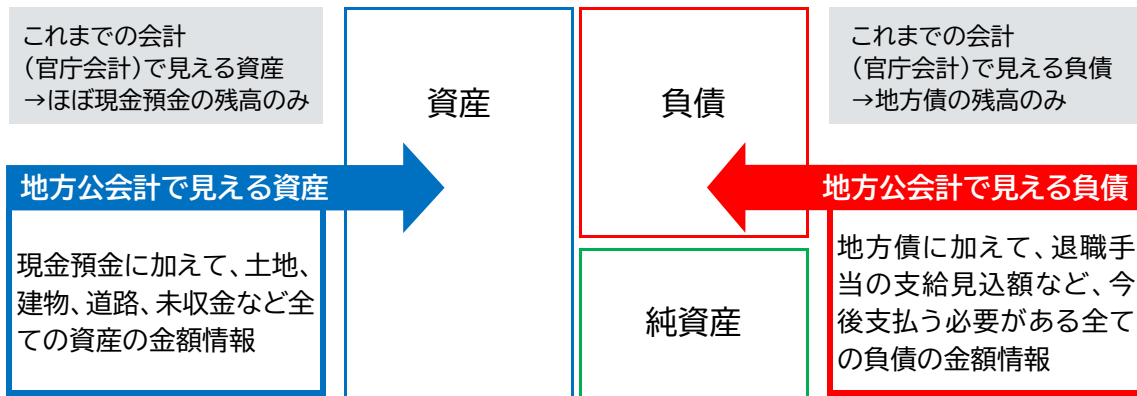 これまでの会計
（官庁会計）で見える資産
→ほぼ現金預金の残高のみ
地方公会計で見える資産
現金預金に加えて、土地、
建物、道路、未収金など全
ての資産の金額情報
資産
負債
純資産
これまでの会計
（官庁会計）で見える負債
→地方債の残高のみ
地方公会計で見える負債
地方債に加えて、退職手
当の支給見込額など、今
後支払う必要がある全て
の負債の金額情報